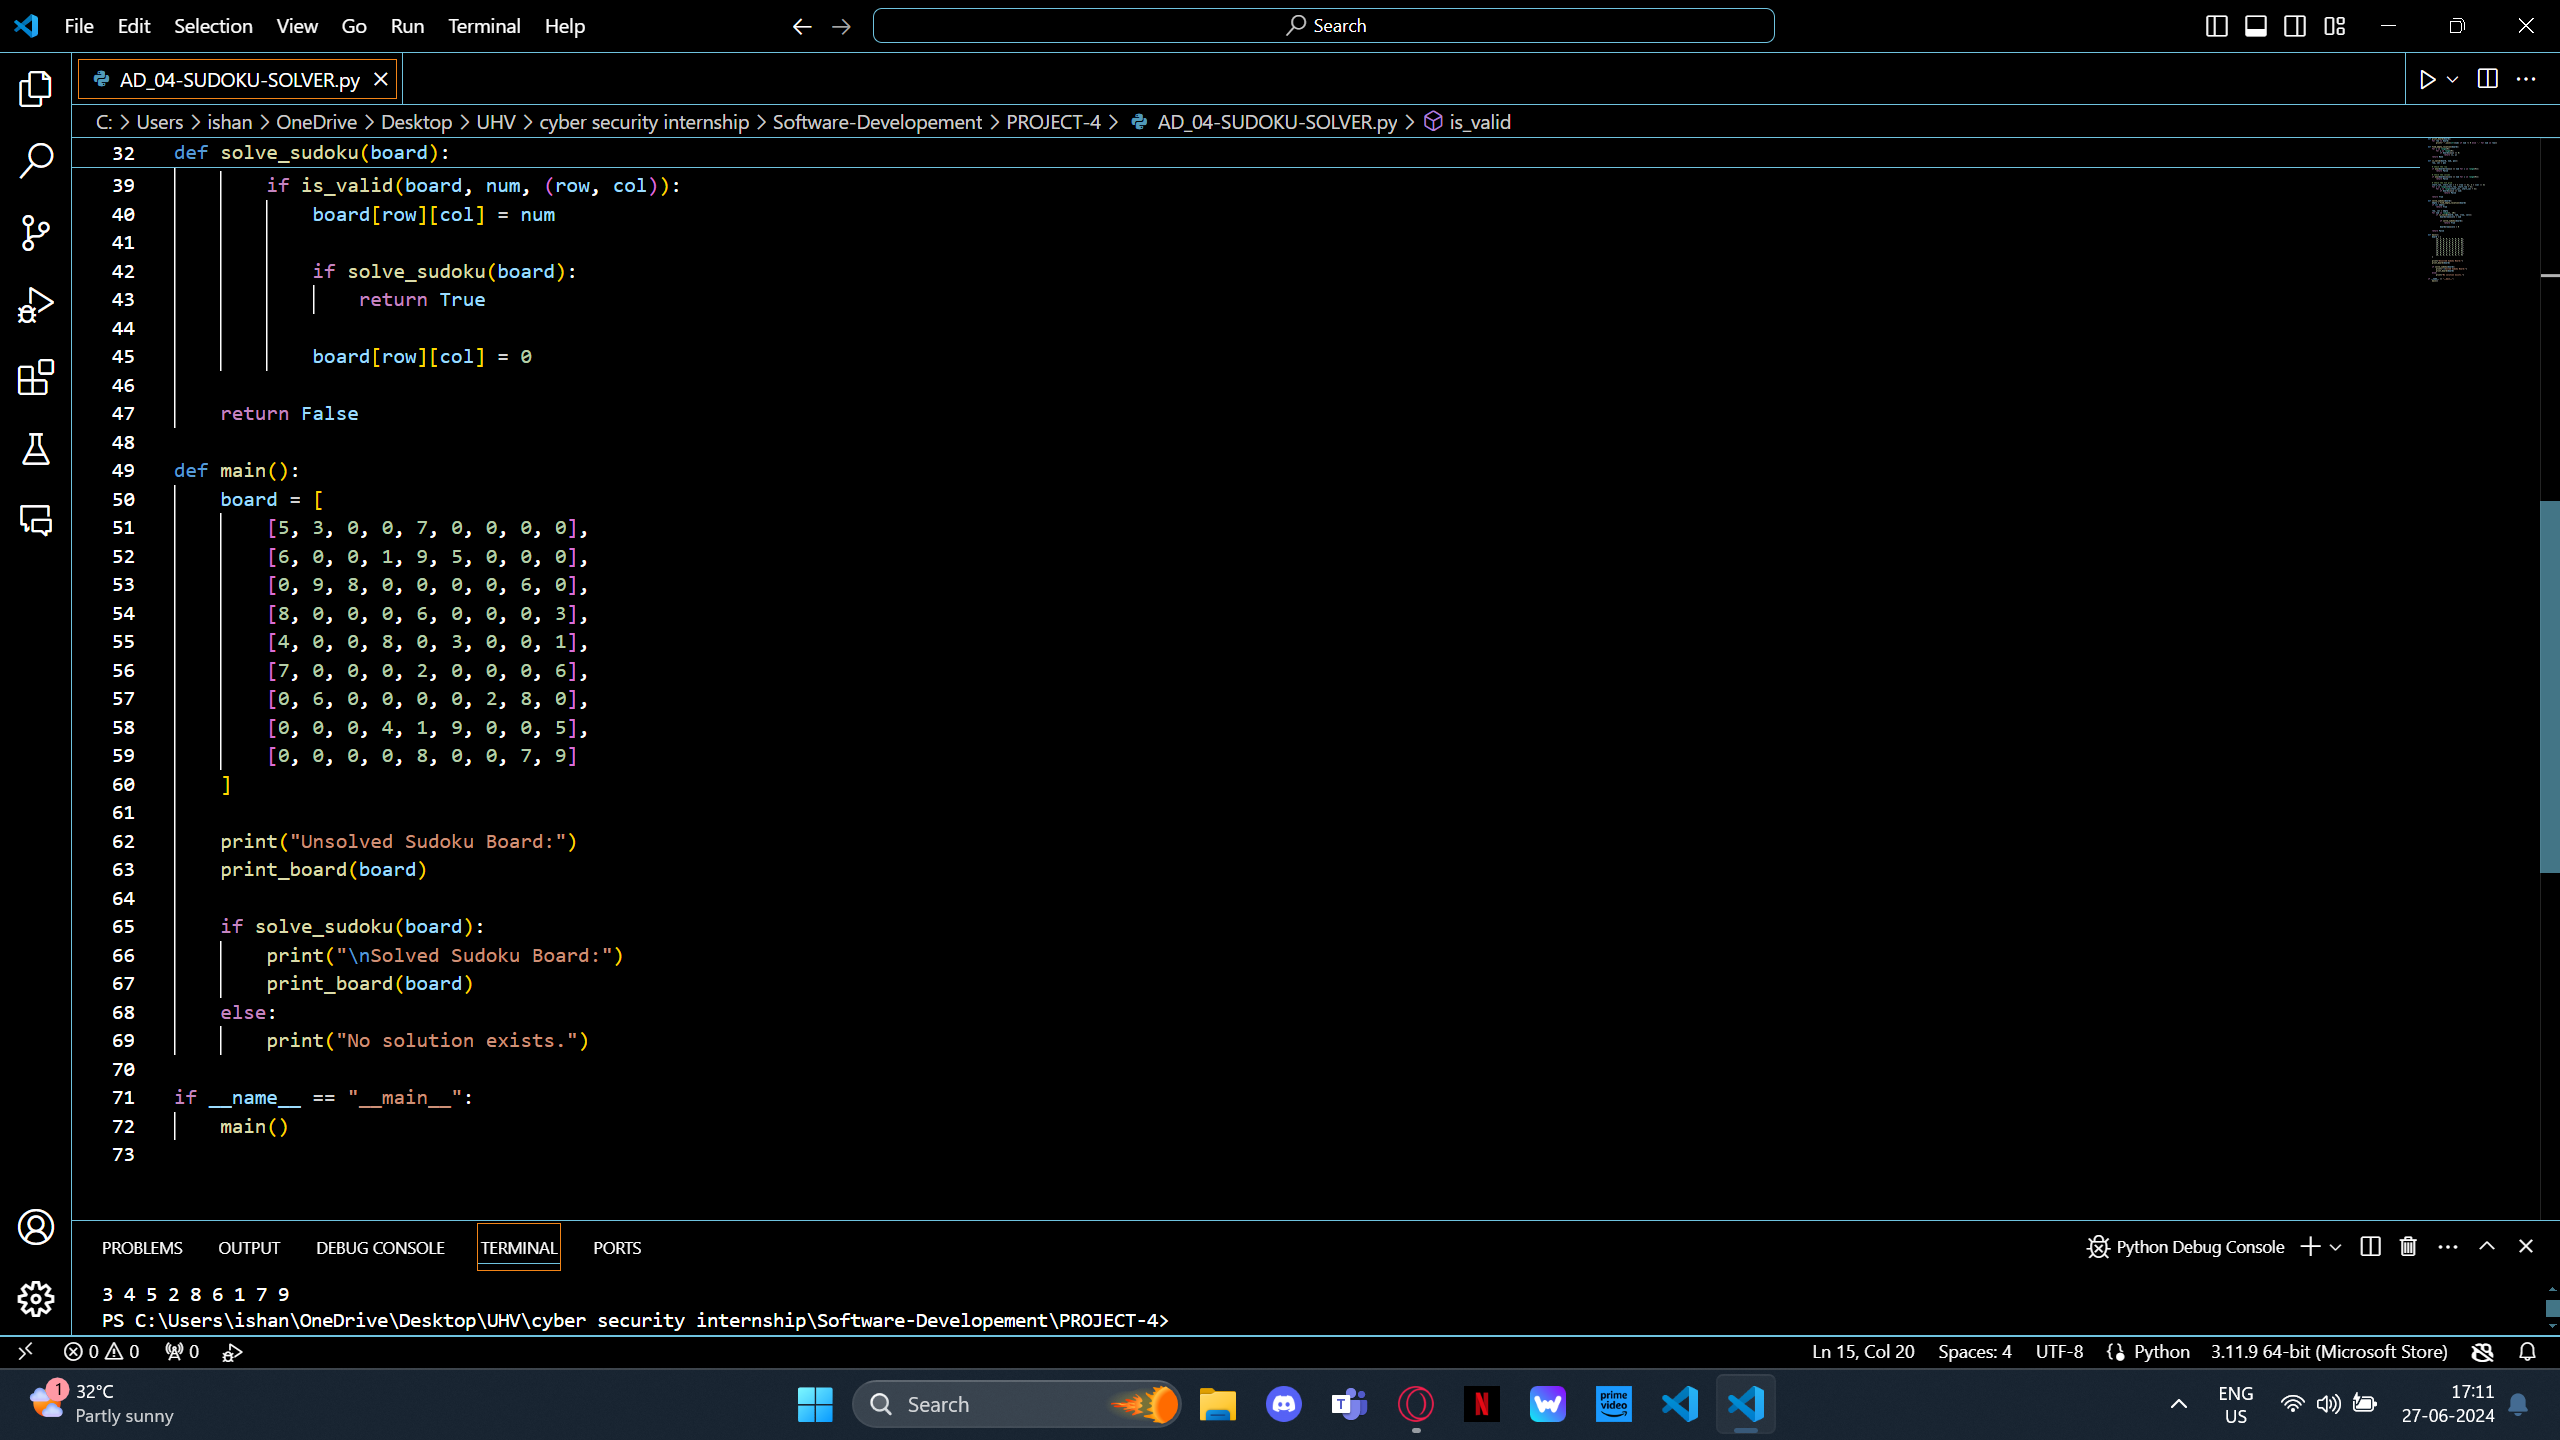 File Edit Selection View Go Run Terminal Help Search
AD_04-SUDOKU-SOLVER.py
C: > Users > ishan > OneDrive > Desktop > UHV > cyber security internship > Software-Developement > PROJECT-4 > AD_04-SUDOKU-SOLVER.py > is_valid
32 def solve_sudoku(board):
39 if is_valid(board, num, (row, col)):
40 board[row][col] = num
41
42 if solve_sudoku(board):
43 return True
44
45 board[row][col] = 0
46
47 return False
48
49 def main():
50 board = [
51 [5, 3, 0, 0, 7, 0, 0, 0, 0],
52 [6, 0, 0, 1, 9, 5, 0, 0, 0],
53 [0, 9, 8, 0, 0, 0, 0, 6, 0],
54 [8, 0, 0, 0, 6, 0, 0, 0, 3],
55 [4, 0, 0, 8, 0, 3, 0, 0, 1],
56 [7, 0, 0, 0, 2, 0, 0, 0, 6],
57 [0, 6, 0, 0, 0, 0, 2, 8, 0],
58 [0, 0, 0, 4, 1, 9, 0, 0, 5],
59 [0, 0, 0, 0, 8, 0, 0, 7, 9]
60 ]
61
62 print("Unsolved Sudoku Board:")
63 print_board(board)
64
65 if solve_sudoku(board):
66 print("\nSolved Sudoku Board:")
67 print_board(board)
68 else:
69 print("No solution exists.")
70
71 if __name__ == "__main__":
72 main()
73
PROBLEMS OUTPUT DEBUG CONSOLE TERMINAL PORTS Python Debug Console
3 4 5 2 8 6 1 7 9
PS C:\Users\ishan\OneDrive\Desktop\UHV\cyber security internship\Software-Developement\PROJECT-4>
0 0 0 Ln 15, Col 20 Spaces: 4 UTF-8 Python 3.11.9 64-bit (Microsoft Store)
1 32°C
Partly sunny
Search
prime video
ENG
US
17:11
27-06-2024